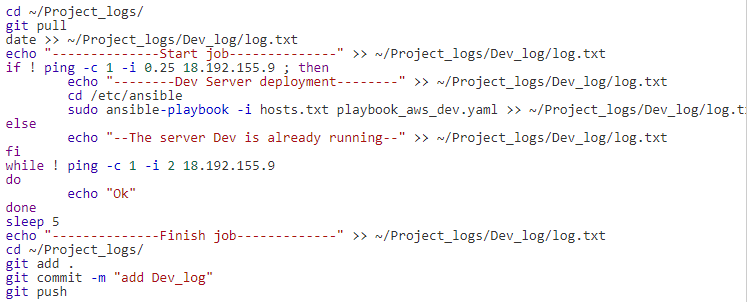 cd ~/Project_logs/
git pull
date >> ~/Project_logs/Dev_log/log.txt
echo "--------------Start job--------------" >> ~/Project_logs/Dev_log/log.txt
if ! ping -c 1 -i 0.25 18.192.155.9 ; then
echo "--------Dev Server deployment--------" >> ~/Project_logs/Dev_log/log.txt
cd /etc/ansible
sudo ansible-playbook -i hosts.txt playbook_aws_dev.yaml >> ~/Project_logs/Dev_log/log.tx
else
echo "--The server Dev is already running--" >> ~/Project_logs/Dev_log/log.txt
fi
while ! ping -c 1 -i 2 18.192.155.9
do
echo "Ok"
done
sleep 5
echo "--------------Finish job-------------" >> ~/Project_logs/Dev_log/log.txt
cd ~/Project_logs/
git add .
git commit -m "add Dev_log"
git push